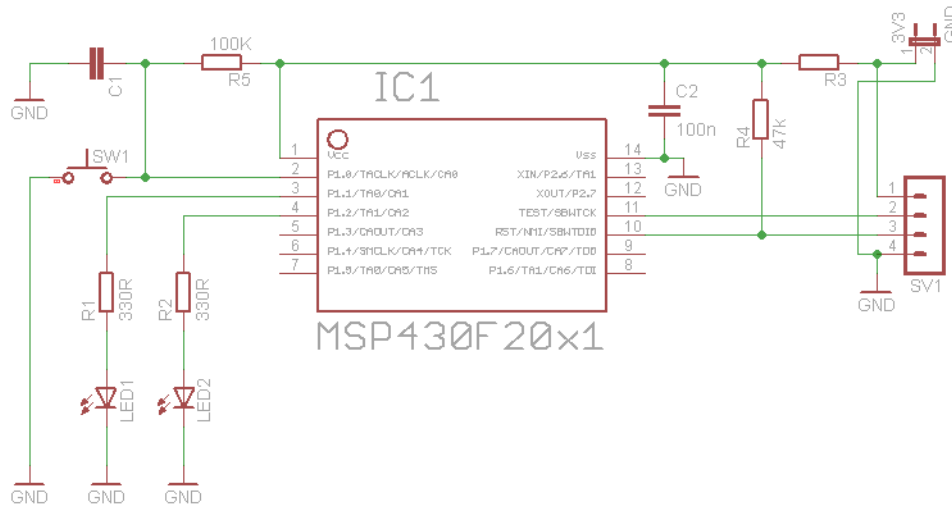 100K
R5
C1
GND
IC1
C2
100n
R3
3V3
1
2
GND
R4
47k
SW1
GND
1 Vcc Vss 14
2 P1.0/TACLK/ACLK/CA0 XIN/P2.6/TA1 13
3 P1.1/TA0/CA1 XOUT/P2.7 12
4 P1.2/TA1/CA2 TEST/SBWTCK 11
5 P1.3/CAOUT/CA3 RST/NMI/SBWTDIO 10
6 P1.4/SMCLK/CA4/TCK P1.7/CAOUT/CA7/TDO 9
7 P1.5/TA0/CA5/TMS P1.6/TA1/CA6/TDI 8
1
2
3
4
SV1
GND
R1
330R
R2
330R
MSP430F20x1
LED1
LED2
GND
GND
GND